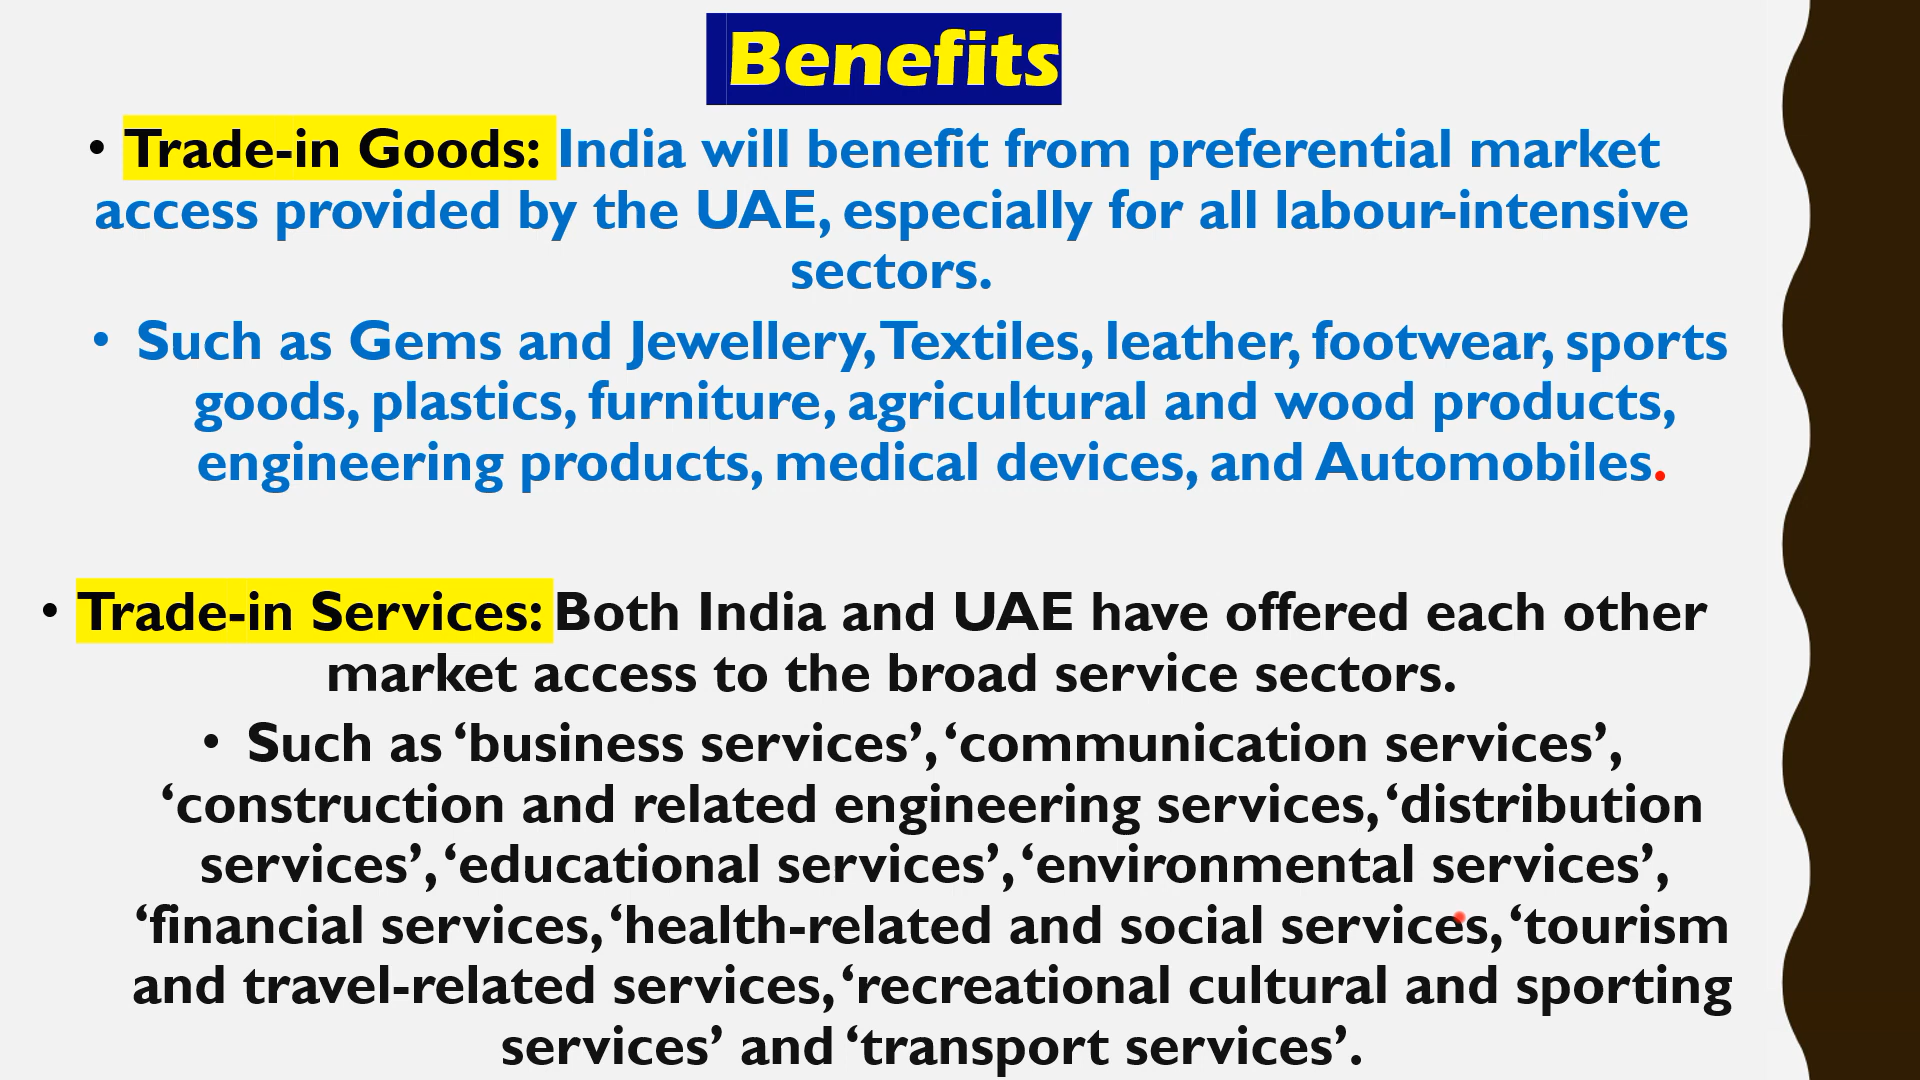 Benefits
• Trade-in Goods: India will benefit from preferential market
access provided by the UAE, especially for all labour-intensive
sectors.
• Such as Gems and Jewellery, Textiles, leather, footwear, sports
goods, plastics, furniture, agricultural and wood products,
engineering products, medical devices, and Automobiles.
• Trade-in Services: Both India and UAE have offered each other
market access to the broad service sectors.
• Such as ‘business services’, ‘communication services’,
‘construction and related engineering services, ‘distribution
services’, ‘educational services’, ‘environmental services’,
‘financial services, ‘health-related and social services, ‘tourism
and travel-related services, ‘recreational cultural and sporting
services’ and ‘transport services’.